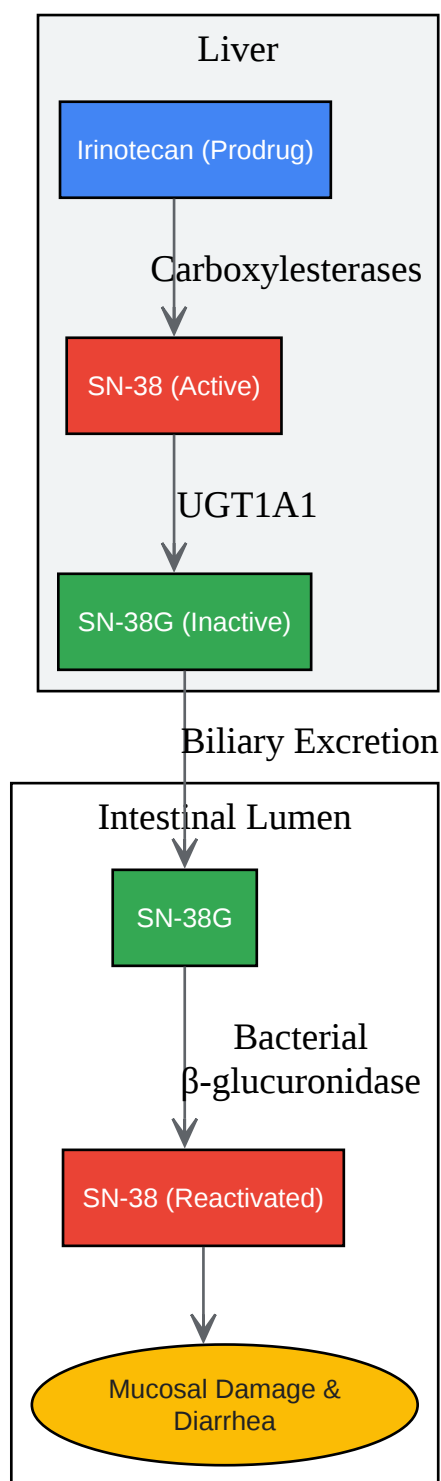 Liver
Irinotecan (Prodrug)
Carboxylesterases
SN-38 (Active)
UGT1A1
SN-38G (Inactive)
Biliary Excretion
Intestinal Lumen
SN-38G
Bacterial
β-glucuronidase
SN-38 (Reactivated)
Mucosal Damage &
Diarrhea